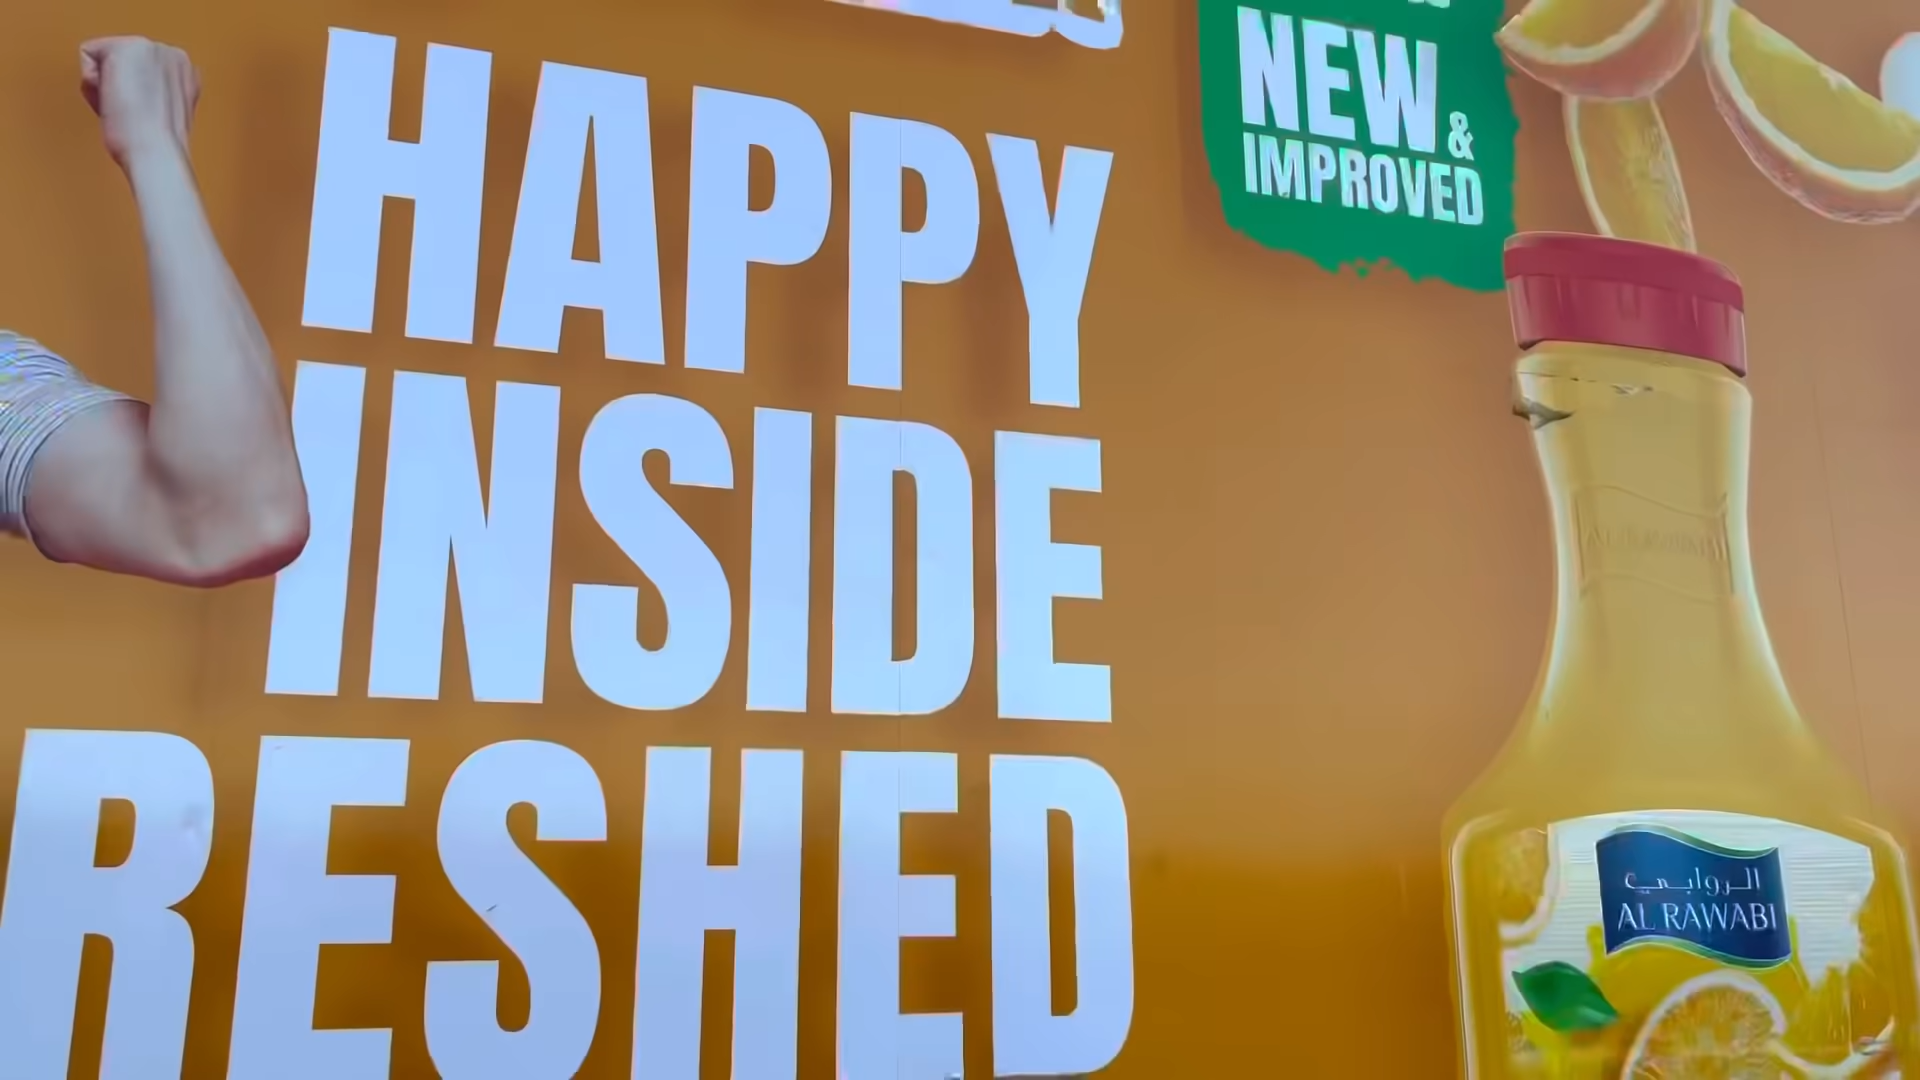 HAPPY
INSIDE
RESHED
NEW &
IMPROVED
الروابي
AL RAWABI